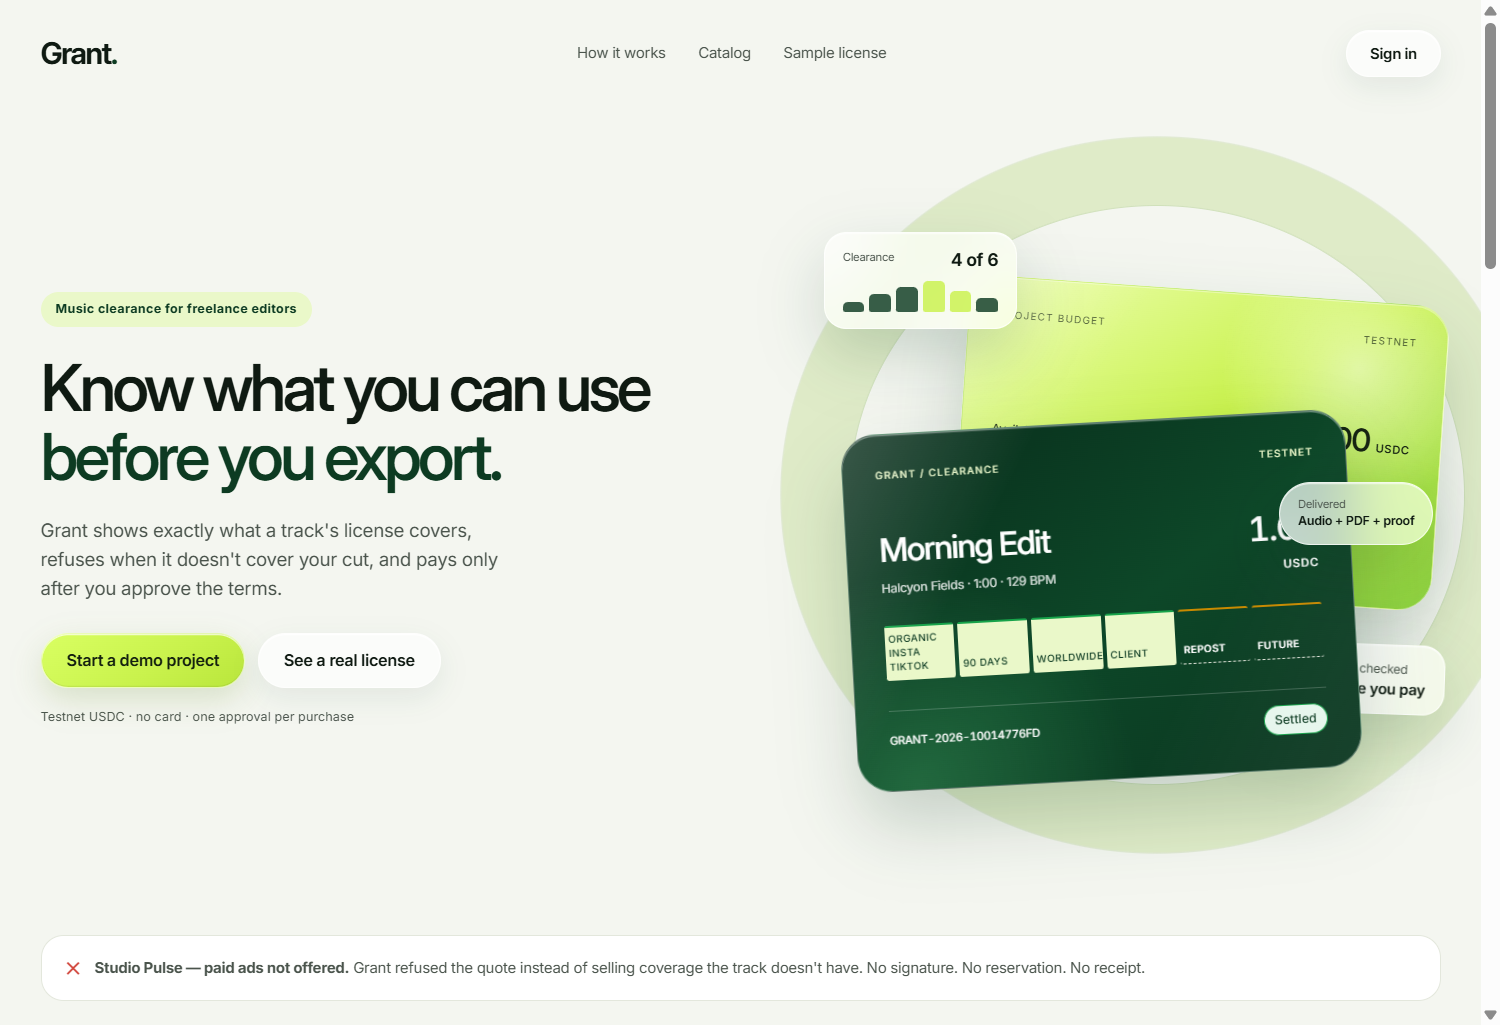 Grant.
How it works
Catalog
Sample license
Sign in
Music clearance for freelance editors
Know what you can use
before you export.
Grant shows exactly what a track's license covers,
refuses when it doesn't cover your cut, and pays only
after you approve the terms.
Start a demo project
See a real license
Testnet USDC · no card · one approval per purchase
Clearance
4 of 6
BUDGET
TESTNET
USDC
GRANT / CLEARANCE
TESTNET
Delivered
Audio + PDF + proof
Morning Edit
Halcyon Fields · 1:00 · 129 BPM
USDC
ORGANIC
INSTA
TIKTOK
90 DAYS
WORLDWIDE
CLIENT
REPOST
FUTURE
checked
you pay
GRANT-2026-10014776FD
Settled
Studio Pulse — paid ads not offered. Grant refused the quote instead of selling coverage the track doesn't have. No signature. No reservation. No receipt.